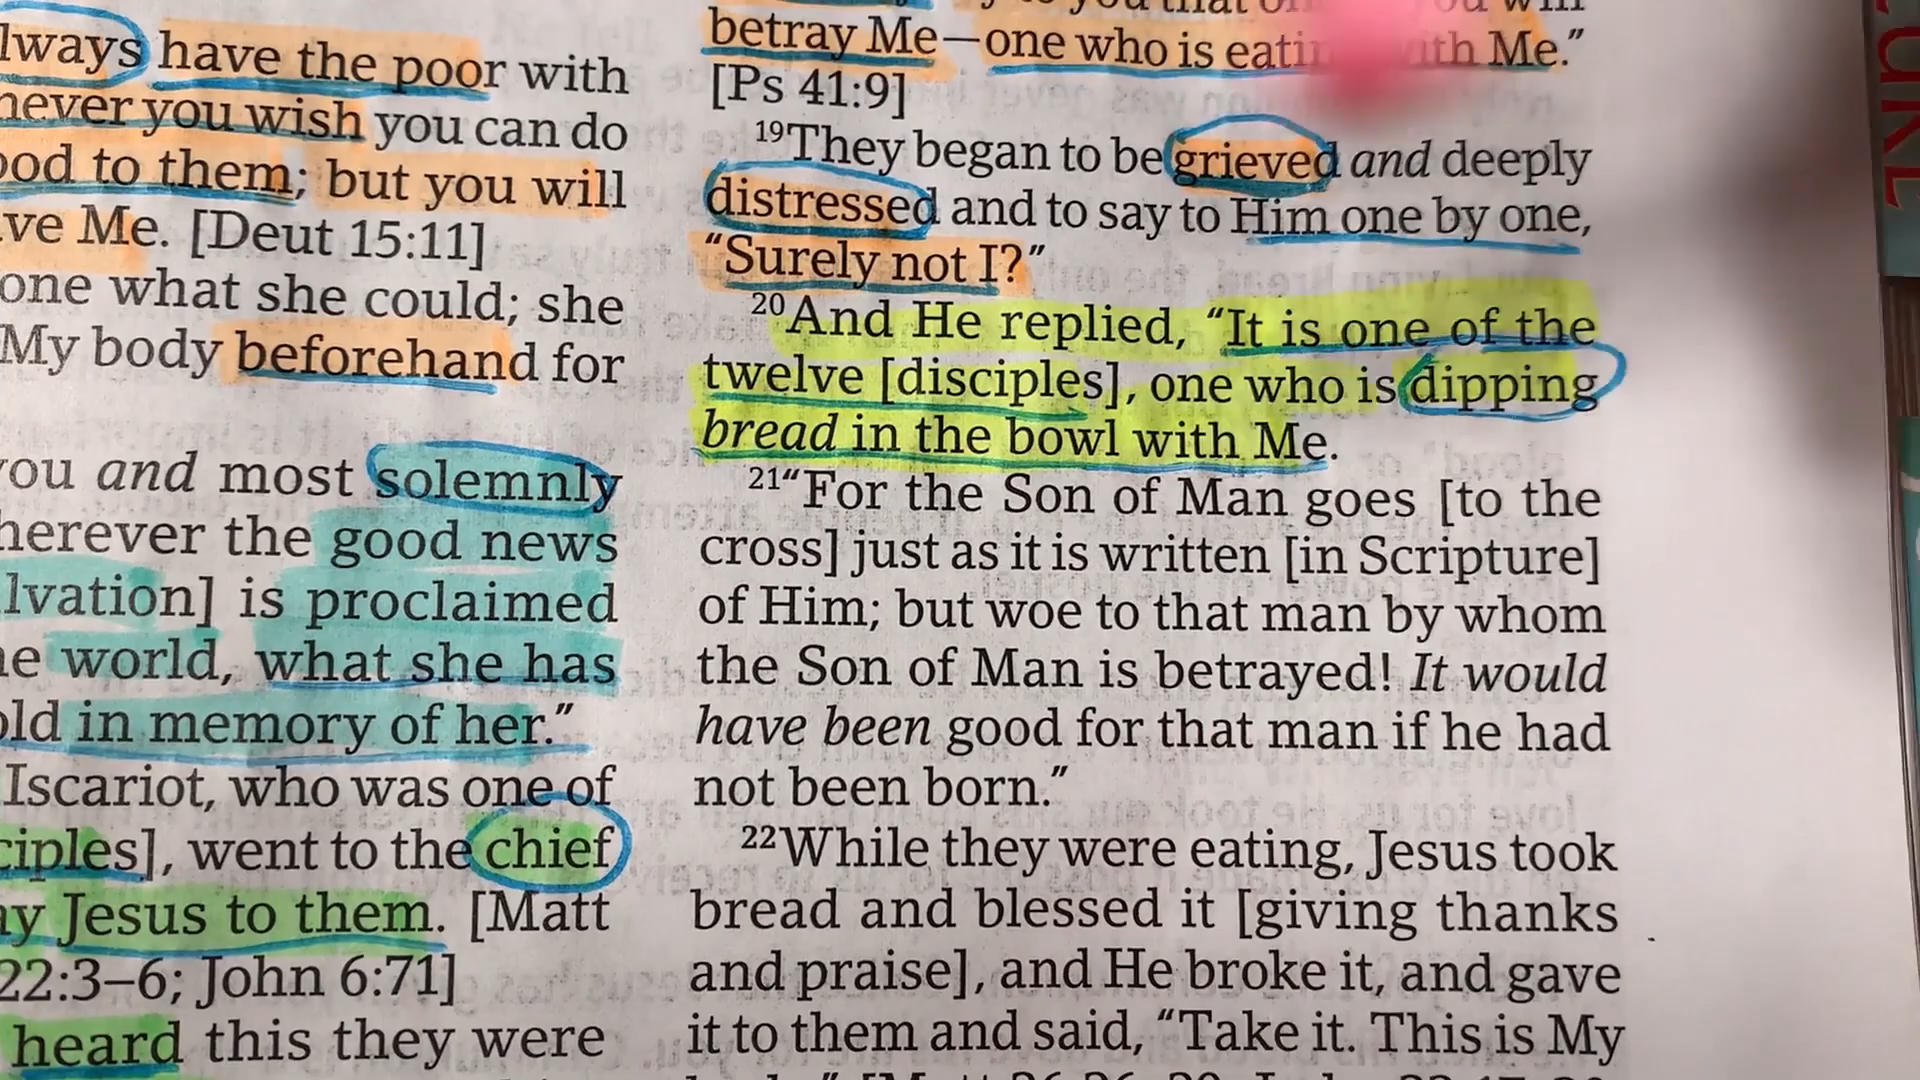 lways have the poor with
never you wish you can do
ood to them; but you will
ve Me. [Deut 15:11]
one what she could; she
My body beforehand for
you and most solemnly
herever the good news
lvation] is proclaimed
he world, what she has
old in memory of her.”
Iscariot, who was one of
ciples], went to the chief
ay Jesus to them. [Matt
22:3–6; John 6:71]
heard this they were
betray Me—one who is eati with Me.”
[Ps 41:9]
19They began to be grieved and deeply
distressed and to say to Him one by one,
“Surely not I?”
20And He replied, “It is one of the
twelve [disciples], one who is dipping
bread in the bowl with Me.
21“For the Son of Man goes [to the
cross] just as it is written [in Scripture]
of Him; but woe to that man by whom
the Son of Man is betrayed! It would
have been good for that man if he had
not been born.”
22While they were eating, Jesus took
bread and blessed it [giving thanks
and praise], and He broke it, and gave
it to them and said, “Take it. This is My
LUKE